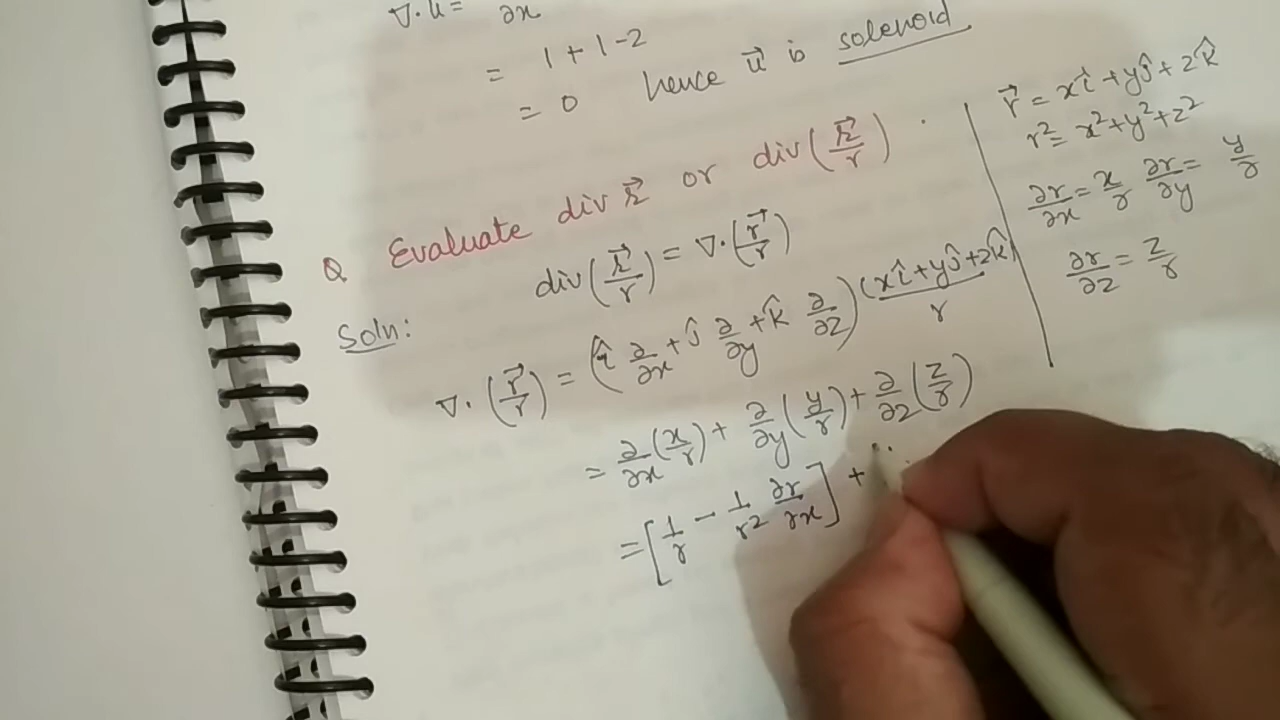 ∇.u = ∂x
= 1 + 1 - 2
= 0 hence u⃗ is solenoid
Q Evaluate div r⃗ or div(r⃗/r).
Soln: div(r⃗/r) = ∇.(r⃗/r)
∇.(r⃗/r) = (î ∂/∂x + ĵ ∂/∂y + k̂ ∂/∂z) (xî+yĵ+zk̂)/r
= ∂/∂x(x/r) + ∂/∂y(y/r) + ∂/∂z(z/r)
= [1/r - 1/r² ∂r/∂x] +
r⃗ = xî+yĵ+zk̂
r² = x²+y²+z²
∂r/∂x = x/r ∂r/∂y = y/r
∂r/∂z = z/r